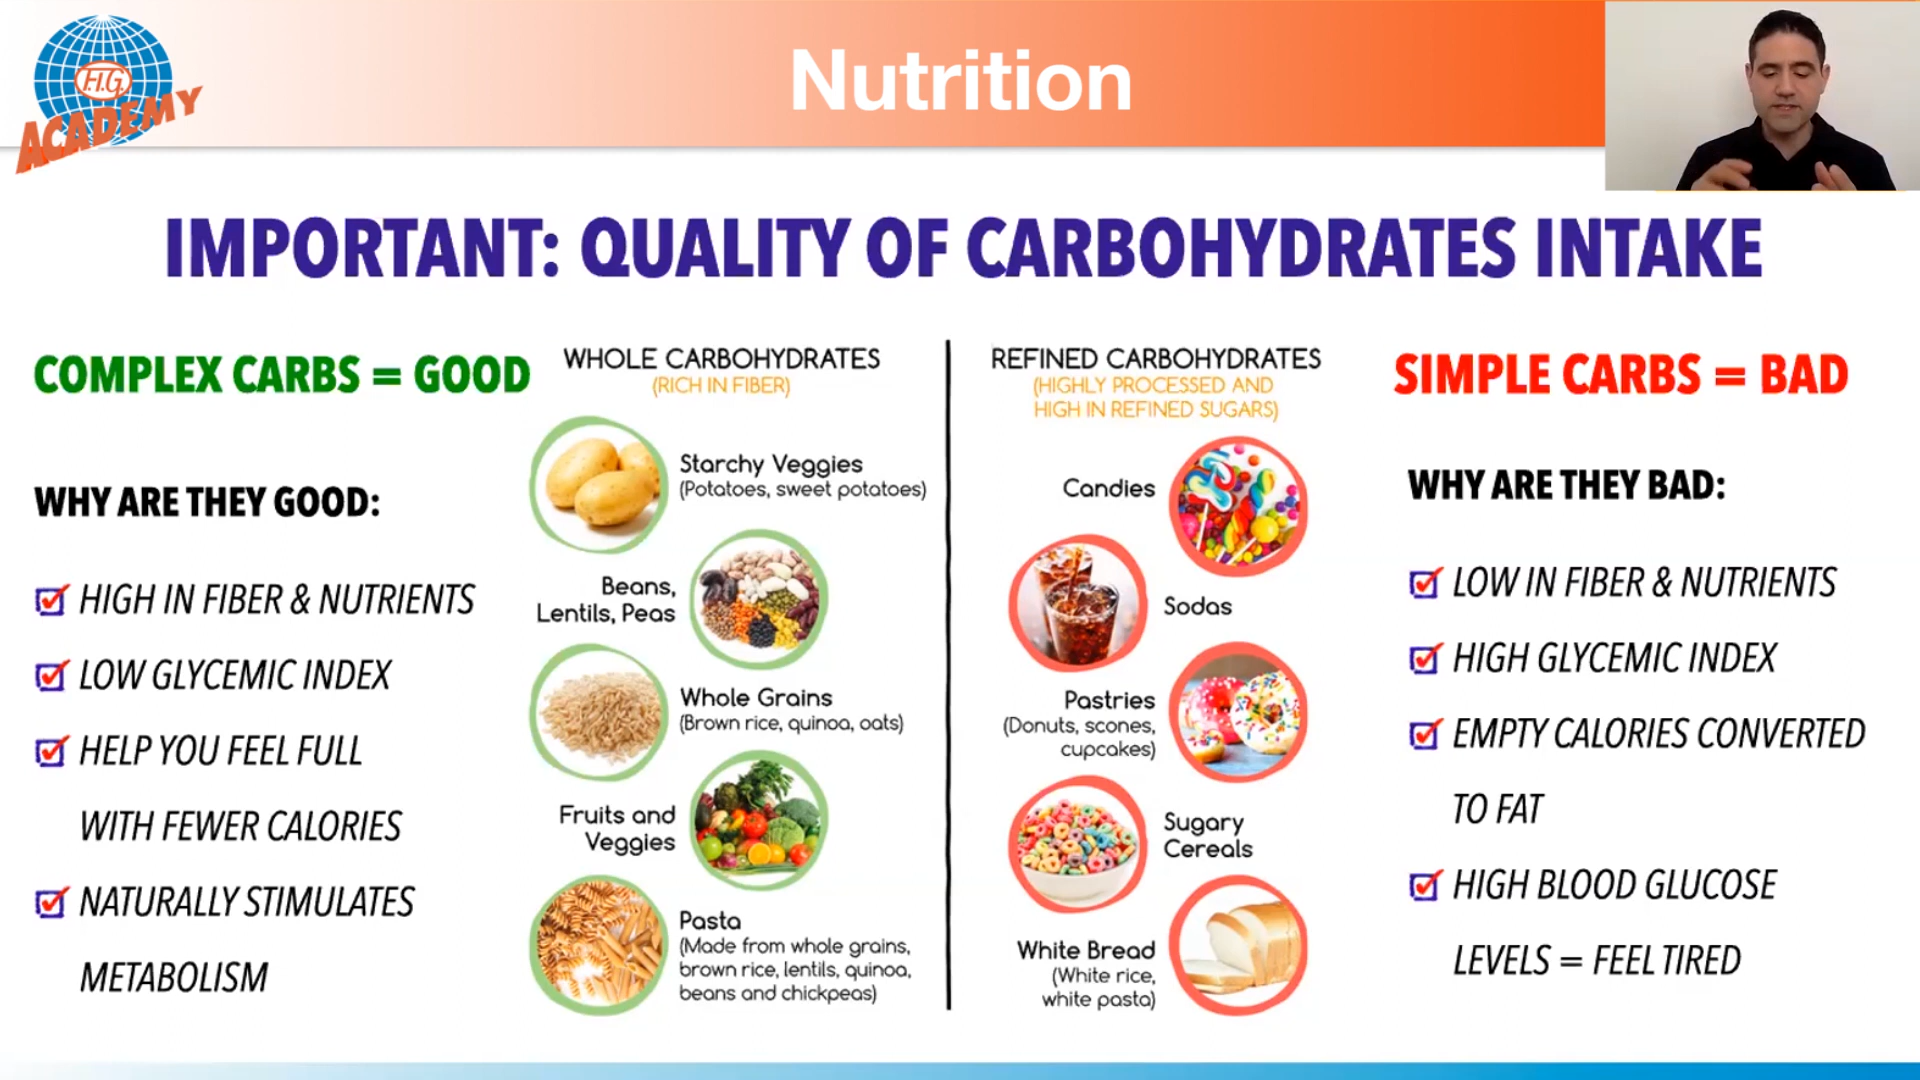 F.I.G.
ACADEMY
Nutrition
IMPORTANT: QUALITY OF CARBOHYDRATES INTAKE
COMPLEX CARBS = GOOD
WHY ARE THEY GOOD:
HIGH IN FIBER & NUTRIENTS
LOW GLYCEMIC INDEX
HELP YOU FEEL FULL
WITH FEWER CALORIES
NATURALLY STIMULATES
METABOLISM
WHOLE CARBOHYDRATES
(RICH IN FIBER)
Starchy Veggies
(Potatoes, sweet potatoes)
Beans,
Lentils, Peas
Whole Grains
(Brown rice, quinoa, oats)
Fruits and
Veggies
Pasta
(Made from whole grains,
brown rice, lentils, quinoa,
beans and chickpeas)
REFINED CARBOHYDRATES
(HIGHLY PROCESSED AND
HIGH IN REFINED SUGARS)
Candies
Sodas
Pastries
(Donuts, scones,
cupcakes)
Sugary
Cereals
White Bread
(White rice,
white pasta)
SIMPLE CARBS = BAD
WHY ARE THEY BAD:
LOW IN FIBER & NUTRIENTS
HIGH GLYCEMIC INDEX
EMPTY CALORIES CONVERTED
TO FAT
HIGH BLOOD GLUCOSE
LEVELS = FEEL TIRED